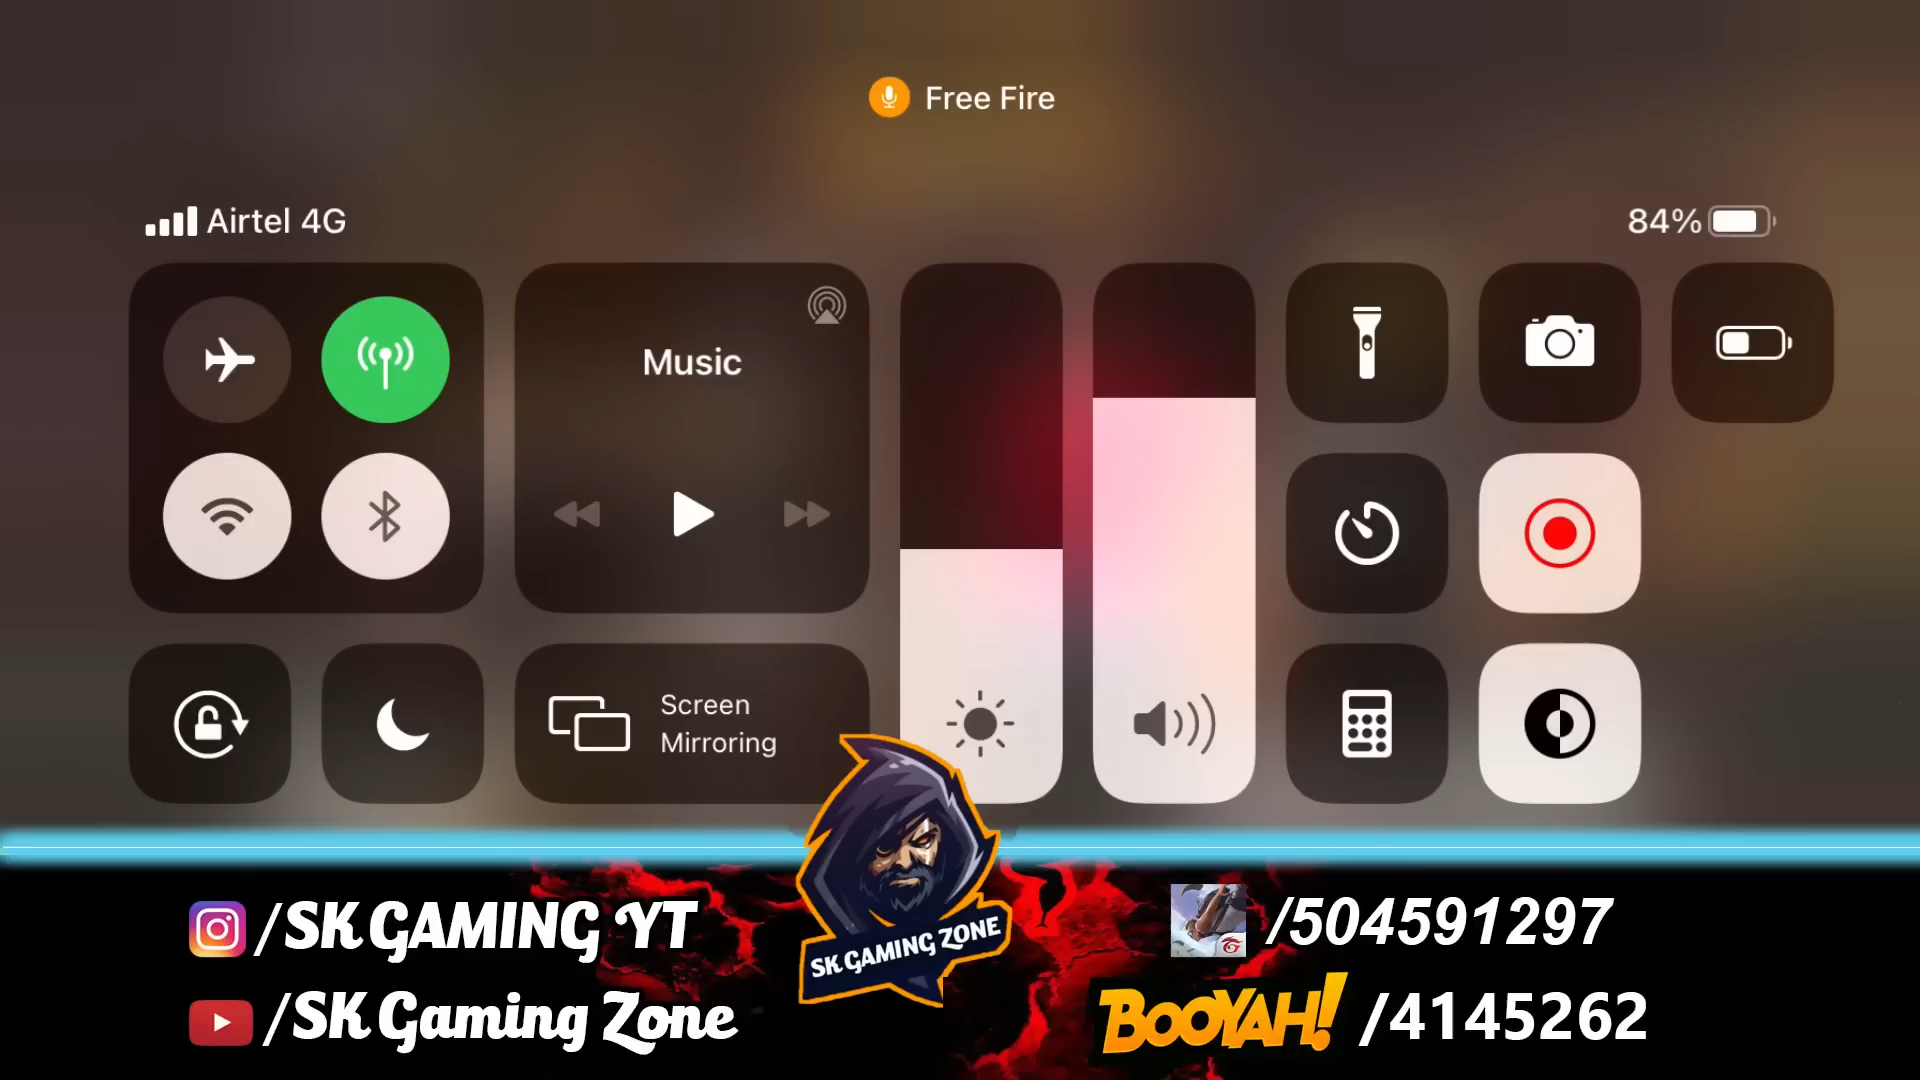 Free Fire
Airtel 4G
84%
Music
Screen
Mirroring
SK GAMING ZONE
/SK GAMING YT
/504591297
/SK Gaming Zone
BOOYAH! /4145262